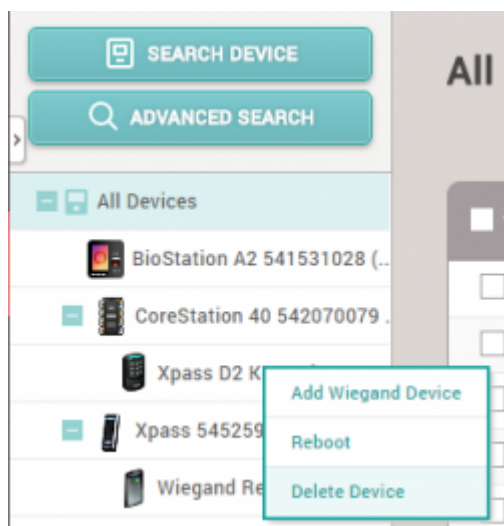 SEARCH DEVICE
All
ADVANCED SEARCH
All Devices
BioStation A2 541531028 (..
CoreStation 40 542070079 .
Xpass D2 K
Add Wiegand Device
Xpass 545259
Reboot
Wiegand Re
Delete Device